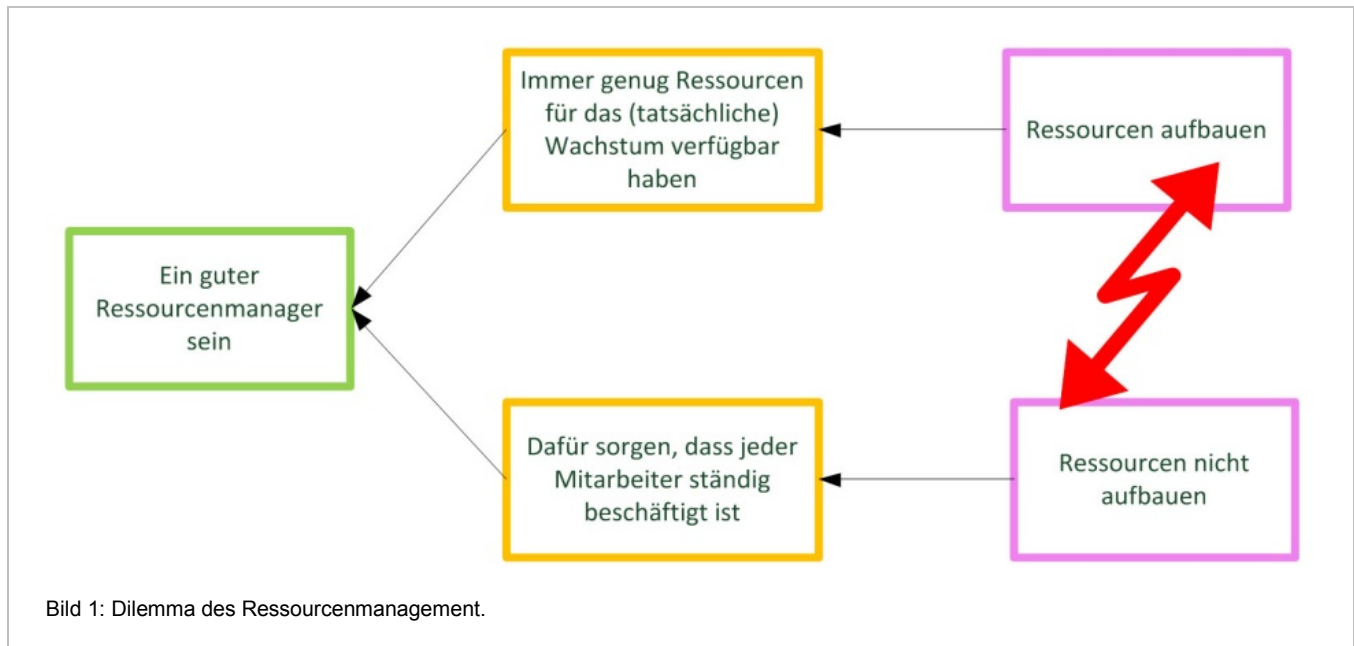 Immer genug Ressourcen
für das (tatsächliche)
Wachstum verfügbar
haben
Ressourcen aufbauen
Ein guter
Ressourcenmanager
sein
Dafür sorgen, dass jeder
Mitarbeiter ständig
beschäftigt ist
Ressourcen nicht
aufbauen
Bild 1: Dilemma des Ressourcenmanagement.